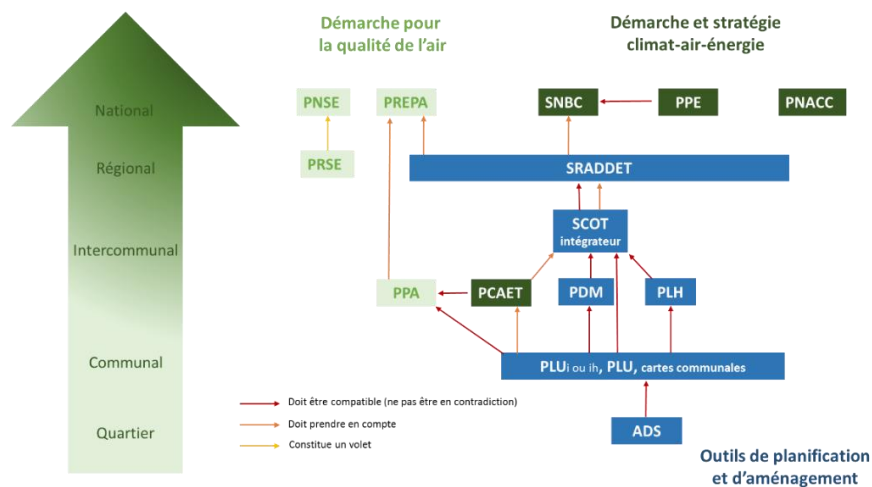 Démarche pour
la qualité de l'air
Démarche et stratégie
climat-air-énergie
National
PNSE
PREPA
SNBC
PPE
PNACC
Régional
PRSE
SRADDET
Intercommunal
SCOT
intégrateur
PPA
PCAET
PDM
PLH
Communal
PLUi ou ih, PLU, cartes communales
Doit être compatible (ne pas être en contradiction)
Doit prendre en compte
Constitue un volet
Quartier
ADS
Outils de planification
et d'aménagement